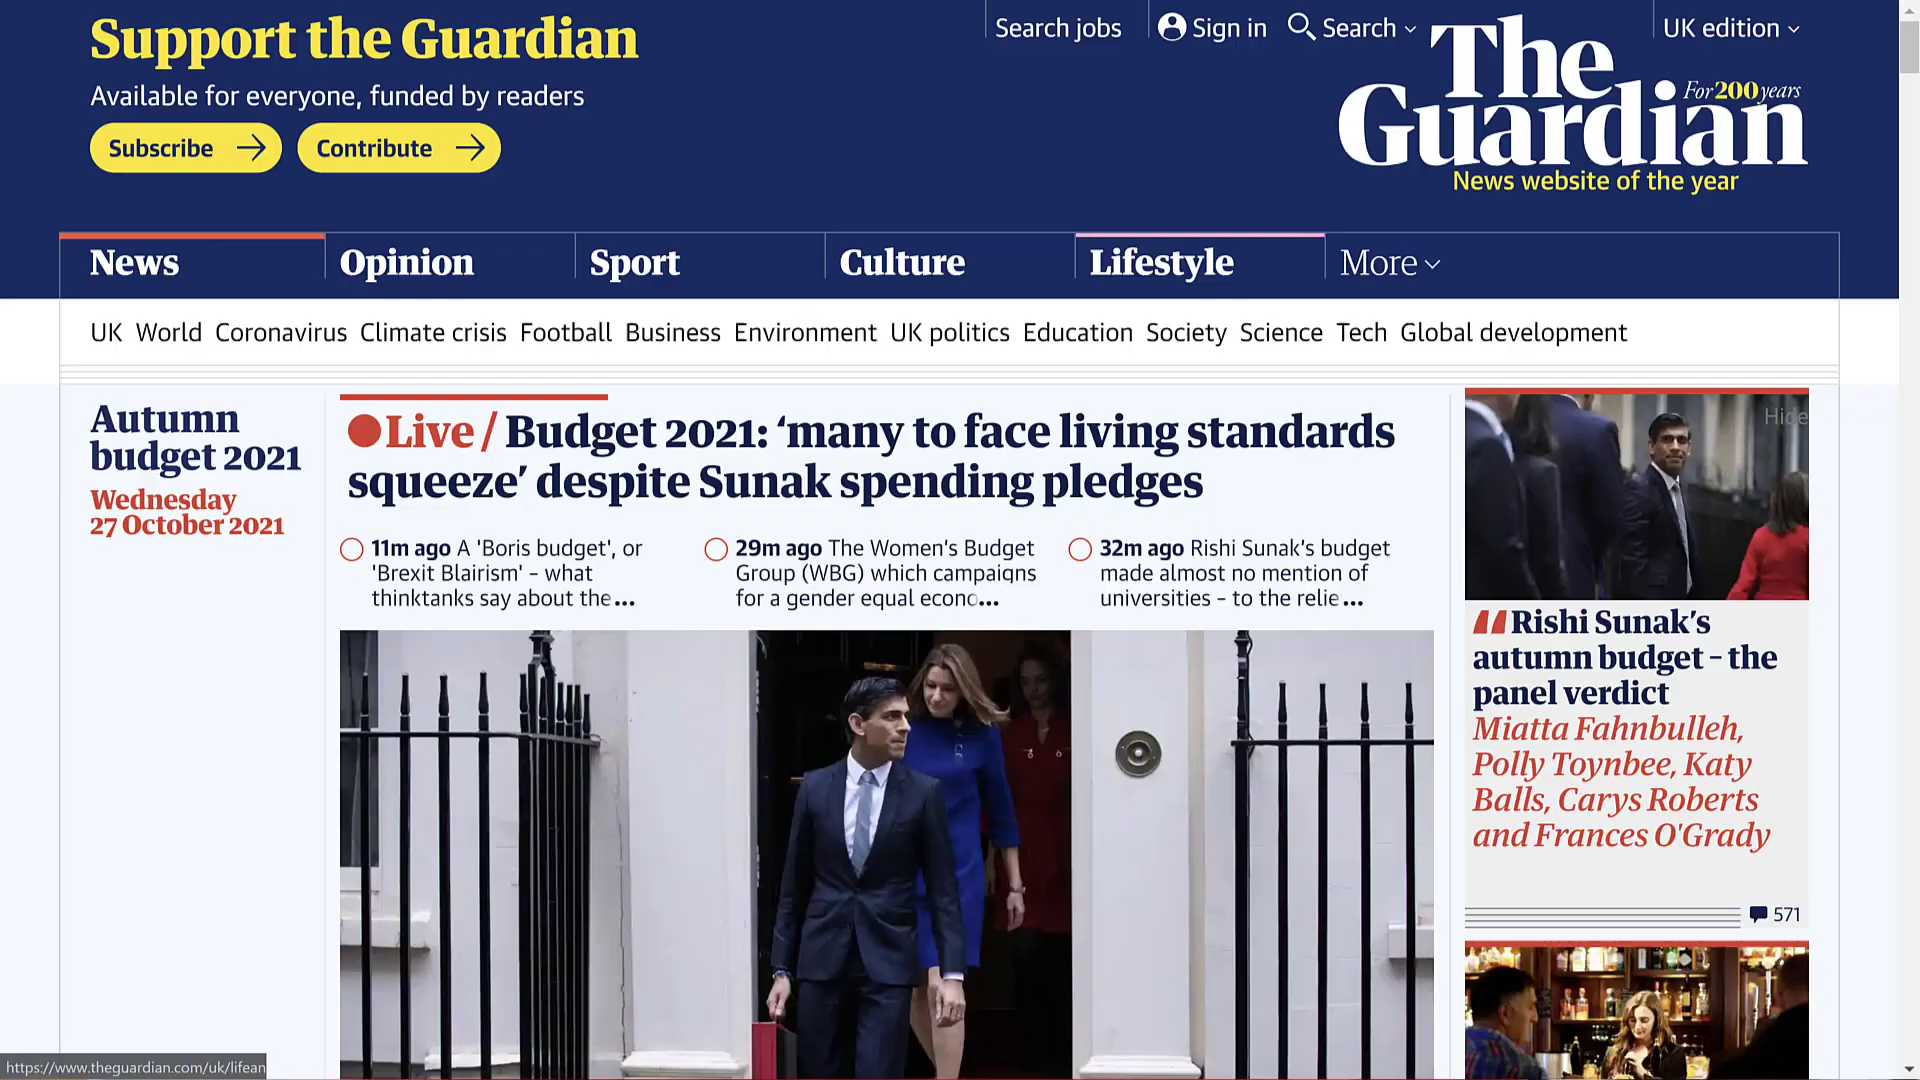 Support the Guardian
Available for everyone, funded by readers
Subscribe
Contribute
Search jobs
Sign in
Search
UK edition
The
Guardian
For 200 years
News website of the year
News
Opinion
Sport
Culture
Lifestyle
More
UK World Coronavirus Climate crisis Football Business Environment UK politics Education Society Science Tech Global development
Autumn
budget 2021
Wednesday
27 October 2021
Live / Budget 2021: ‘many to face living standards
squeeze’ despite Sunak spending pledges
11m ago A 'Boris budget', or
'Brexit Blairism' – what
thinktanks say about the...
29m ago The Women’s Budget
Group (WBG) which campaigns
for a gender equal econo...
32m ago Rishi Sunak’s budget
made almost no mention of
universities – to the relie...
Hide
Rishi Sunak’s
autumn budget – the
panel verdict
Miatta Fahnbulleh,
Polly Toynbee, Katy
Balls, Carys Roberts
and Frances O'Grady
571
https://www.theguardian.com/uk/lifean